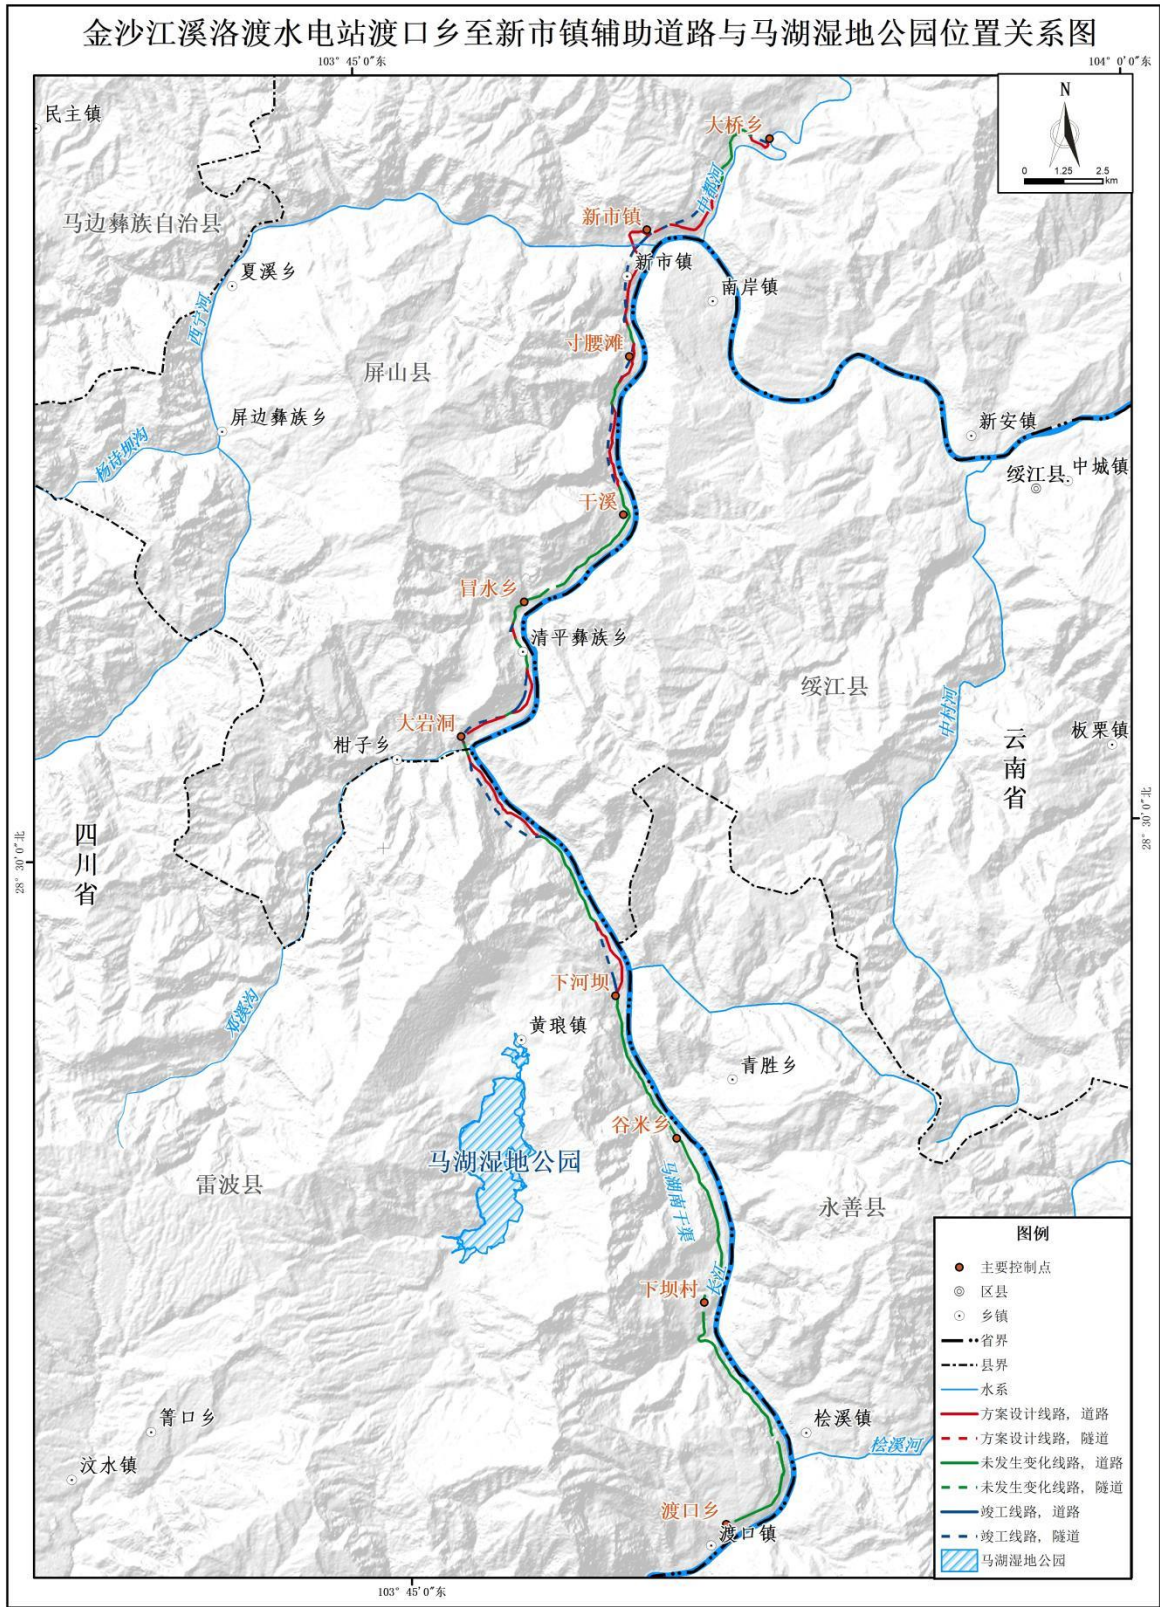 金沙江溪洛渡水电站渡口乡至新市镇辅助道路与马湖湿地公园位置关系图
103° 45'0"东
104° 0'0"东
N
0 1.25 2.5
km
民主镇
大桥乡
中都河
马边彝族自治县
新市镇
新市镇
夏溪乡
南岸镇
西宁河
寸腰滩
屏山县
屏边彝族乡
新安镇
杨诗坝沟
绥江县
中城镇
干溪
冒水乡
清平彝族乡
绥江县
中村河
大岩洞
柑子乡
云南省
板栗镇
四川省
28° 30'0"北
28° 30'0"北
下河坝
邓溪沟
黄琅镇
青胜乡
谷米乡
马湖湿地公园
马湖南干渠
雷波县
永善县
长江
下坝村
箐口乡
桧溪镇
桧溪河
汶水镇
渡口乡
渡口镇
图例
主要控制点
区县
乡镇
省界
县界
水系
方案设计线路，道路
方案设计线路，隧道
未发生变化线路，道路
未发生变化线路，隧道
竣工线路，道路
竣工线路，隧道
马湖湿地公园
103° 45'0"东